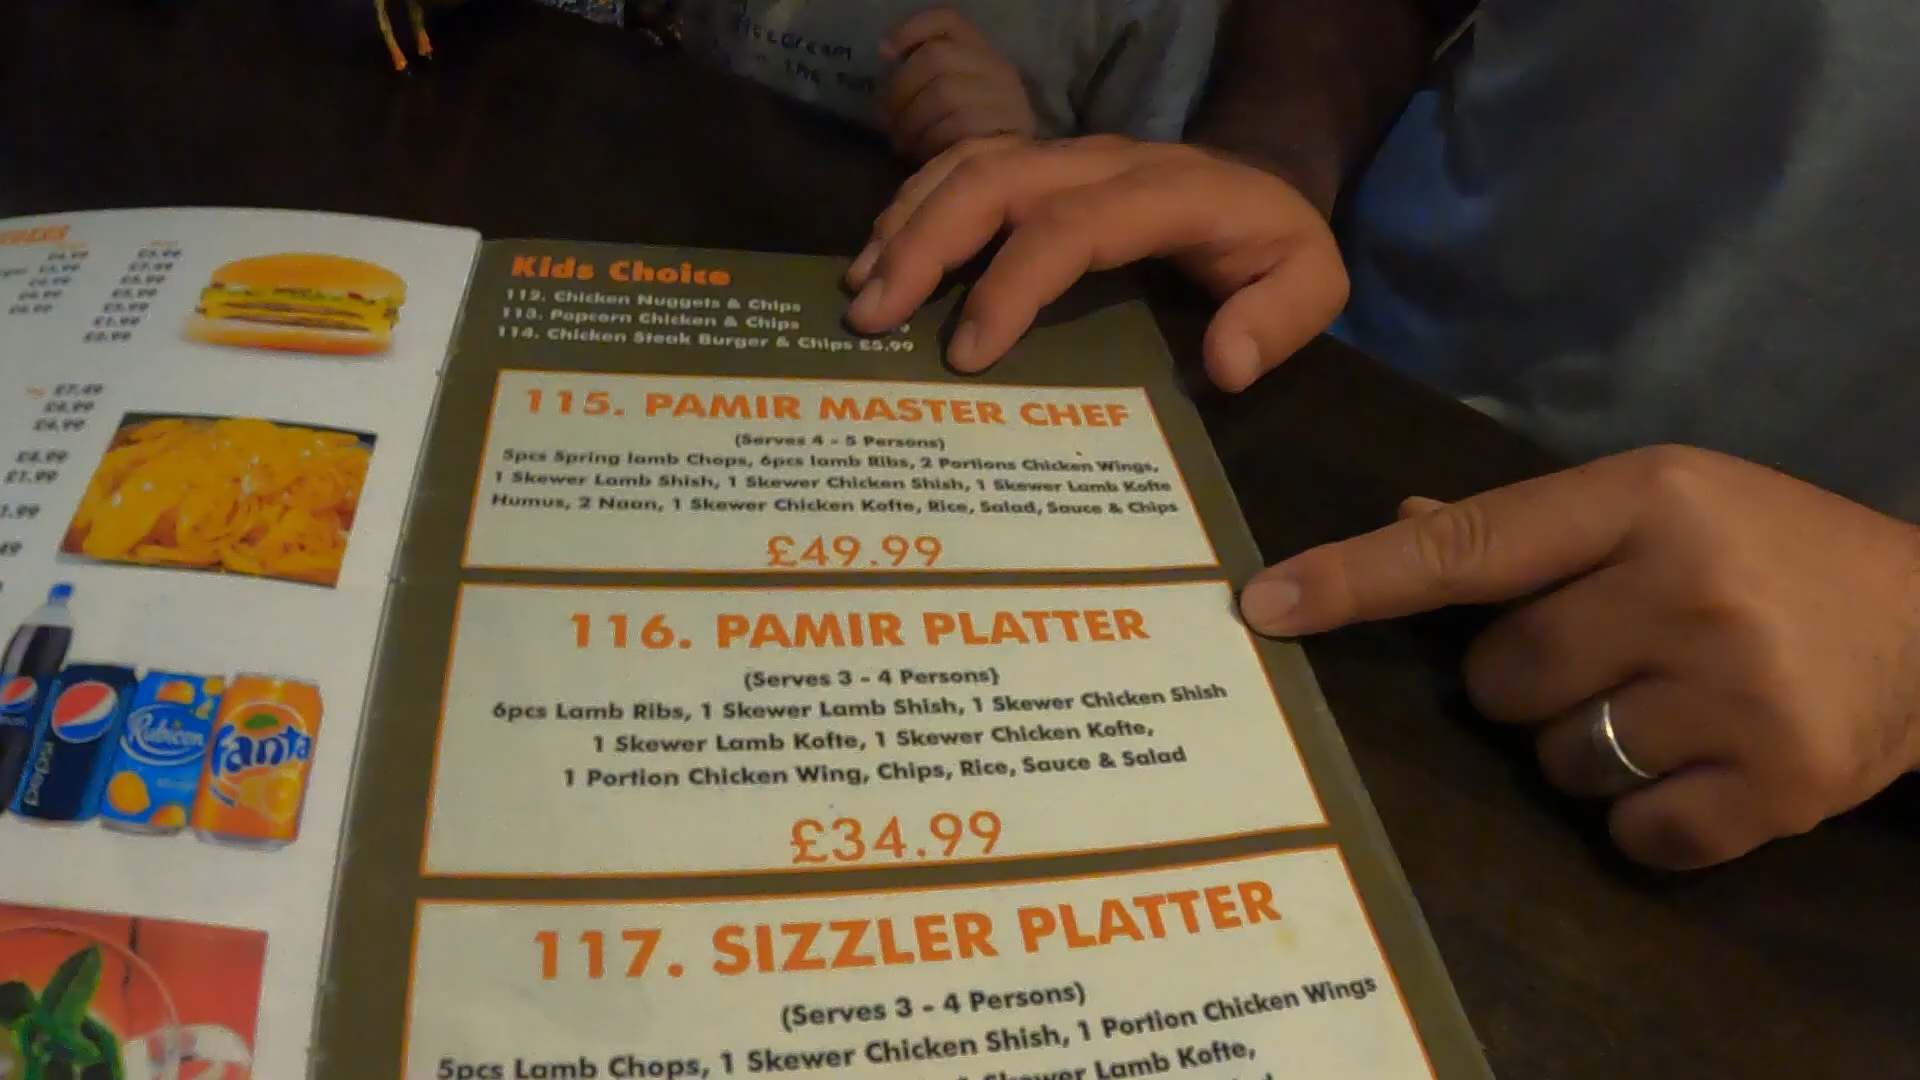 Icecream
Kids Choice
112. Chicken Nuggets & Chips
113. Popcorn Chicken & Chips
114. Chicken Steak Burger & Chips £5.99
115. PAMIR MASTER CHEF
(Serves 4 - 5 Persons)
5pcs Spring lamb Chops, 6pcs lamb Ribs, 2 Portions Chicken Wings,
1 Skewer Lamb Shish, 1 Skewer Chicken Shish, 1 Skewer Lamb Kofte
Humus, 2 Naan, 1 Skewer Chicken Kofte, Rice, Salad, Sauce & Chips
£49.99
116. PAMIR PLATTER
(Serves 3 - 4 Persons)
6pcs Lamb Ribs, 1 Skewer Lamb Shish, 1 Skewer Chicken Shish
1 Skewer Lamb Kofte, 1 Skewer Chicken Kofte,
1 Portion Chicken Wing, Chips, Rice, Sauce & Salad
£34.99
117. SIZZLER PLATTER
(Serves 3 - 4 Persons)
5pcs Lamb Chops, 1 Skewer Chicken Shish, 1 Portion Chicken Wings
Skewer Lamb Kofte,
£7.49
£1.99
pepsi
Rubicon
Fanta